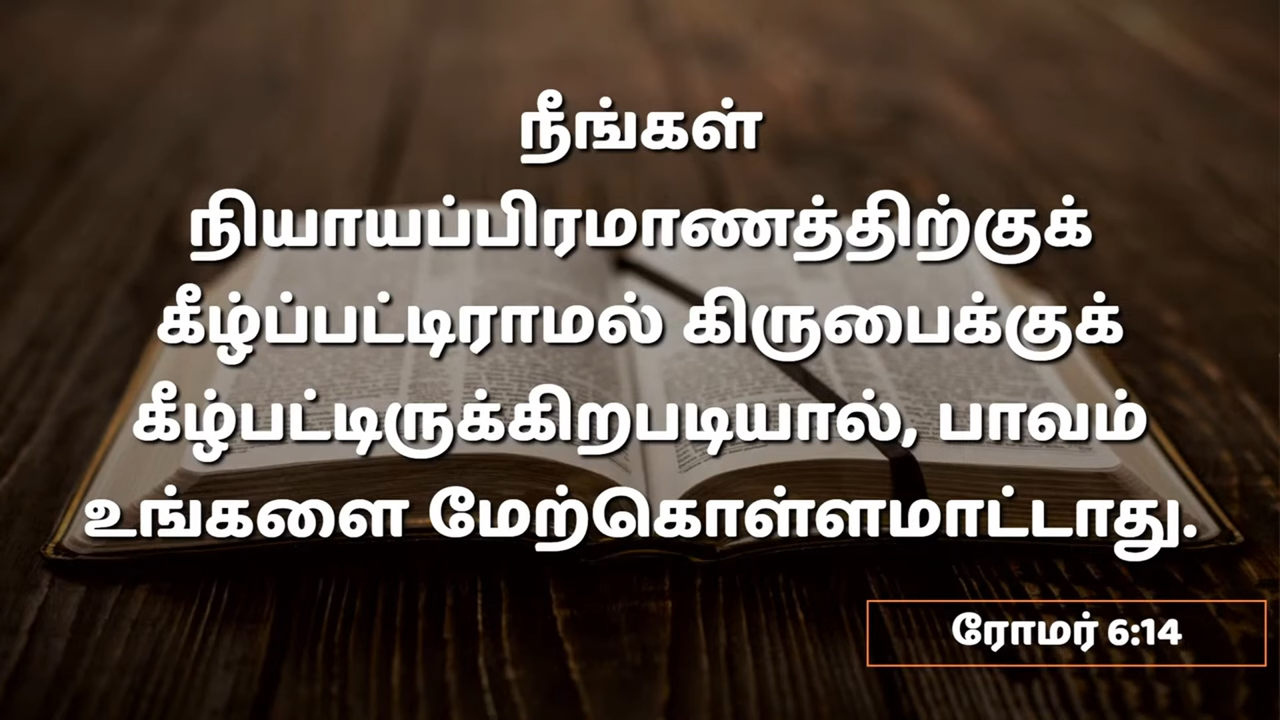 நீங்கள்
நியாயப்பிரமாணத்திற்குக்
கீழ்ப்பட்டிராமல் கிருபைக்குக்
கீழ்பட்டிருக்கிறபடியால், பாவம்
உங்களை மேற்கொள்ளமாட்டாது.
ரோமர் 6:14